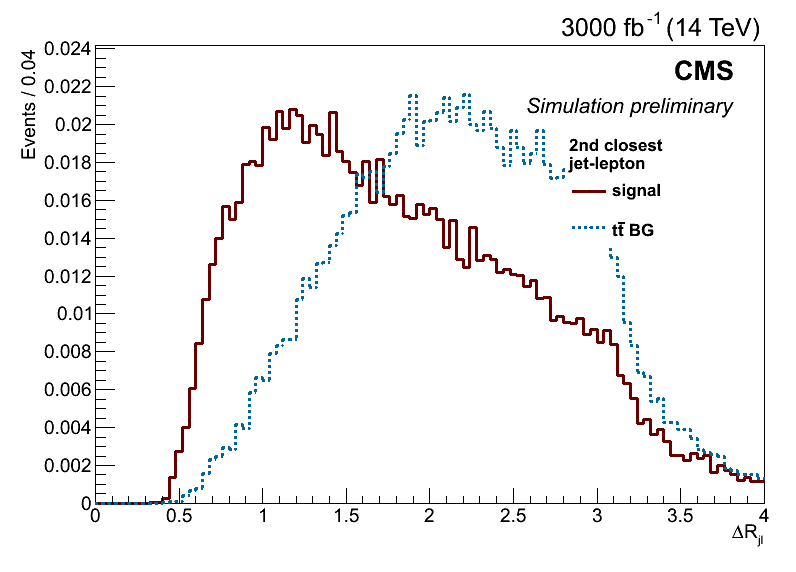 3000 fb⁻¹ (14 TeV)
Events / 0.04
0.024
0.022
0.02
0.018
0.016
0.014
0.012
0.01
0.008
0.006
0.004
0.002
0
CMS
Simulation preliminary
2nd closest
jet-lepton
signal
tt̅ BG
0 0.5 1 1.5 2 2.5 3 3.5 4
ΔR_jl